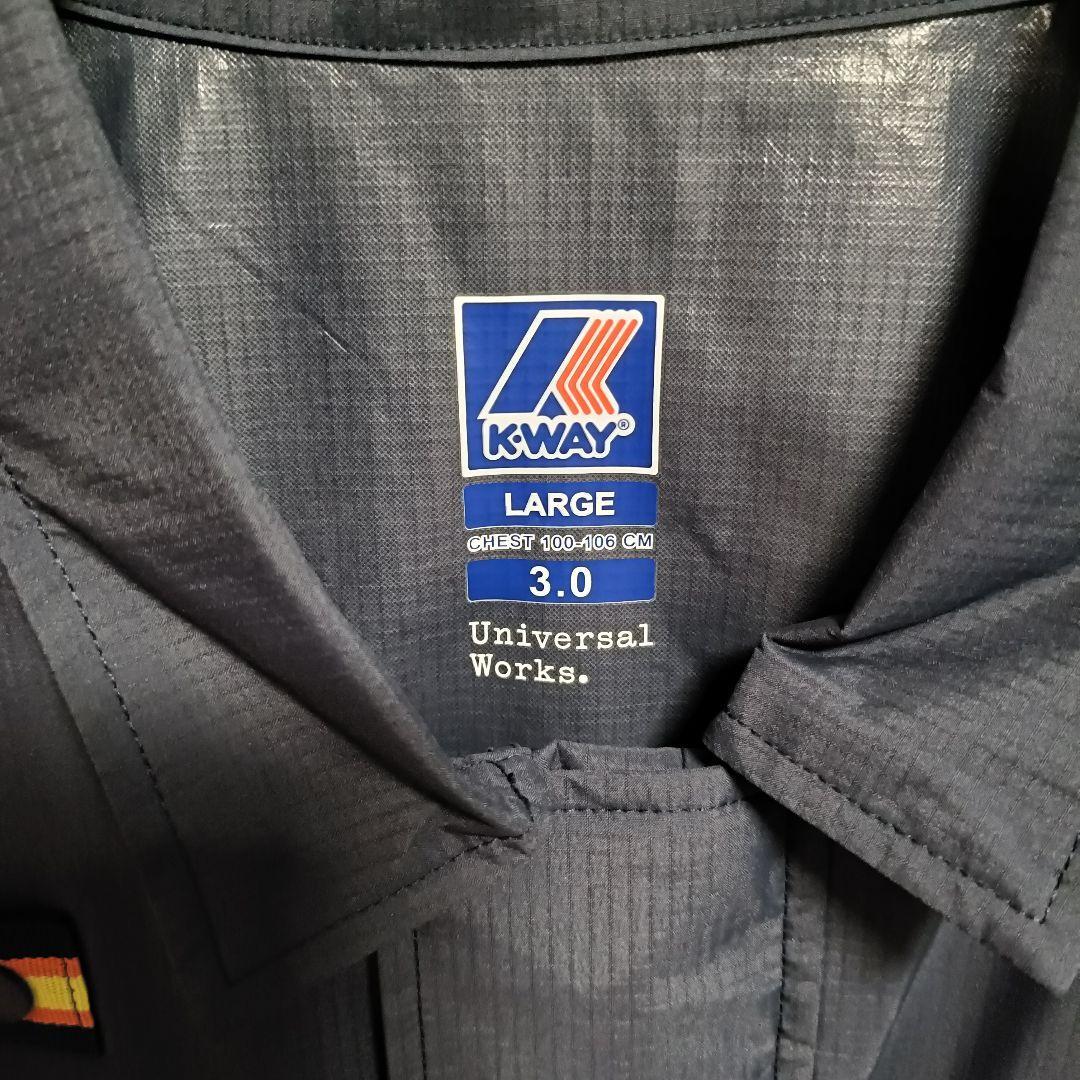 K·WAY®
LARGE
CHEST 100-106 CM
3.0
Universal
Works.